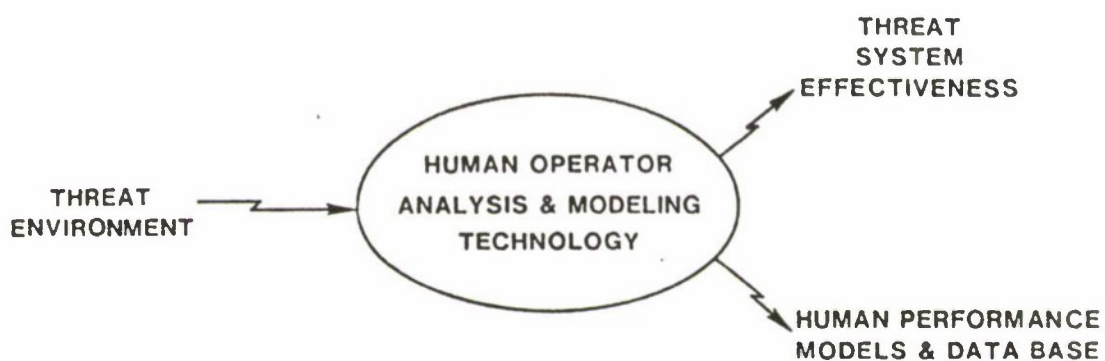 THREAT
SYSTEM
EFFECTIVENESS
HUMAN OPERATOR
ANALYSIS & MODELING
TECHNOLOGY
THREAT
ENVIRONMENT
HUMAN PERFORMANCE
MODELS & DATA BASE